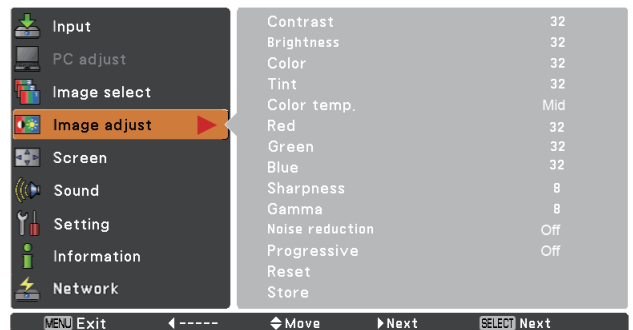 Input
PC adjust
Image select
Image adjust
Screen
Sound
Setting
Information
Network
Contrast 32
Brightness 32
Color 32
Tint 32
Color temp. Mid
Red 32
Green 32
Blue 32
Sharpness 8
Gamma 8
Noise reduction Off
Progressive Off
Reset
Store
MENU Exit ◀----- ◆Move ▶Next SELECT Next